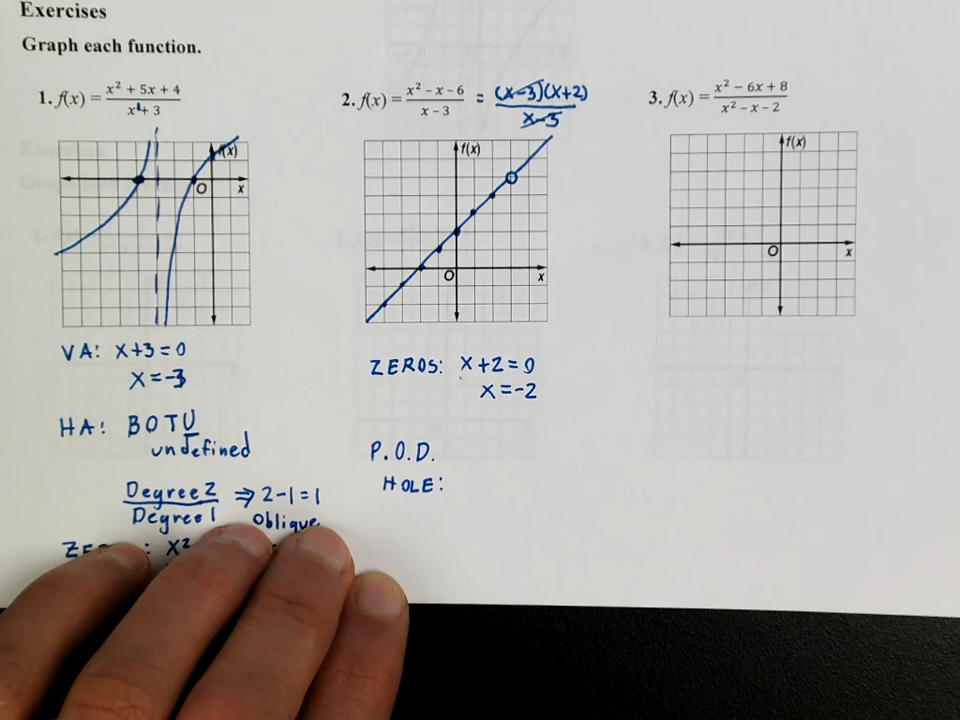 Exercises
Graph each function.
1. f(x) = x² + 5x + 4 / x + 3
2. f(x) = x² - x - 6 / x - 3 = (x-3)(x+2) / x-3
3. f(x) = x² - 6x + 8 / x² - x - 2
f(x)
O
x
f(x)
O
x
f(x)
O
x
VA: x+3=0
x=-3
HA: BOTU
undefined
Degree 2 / Degree 1 ⇒ 2-1=1
Oblique
x²
ZEROS: x+2=0
x=-2
P.O.D.
HOLE: